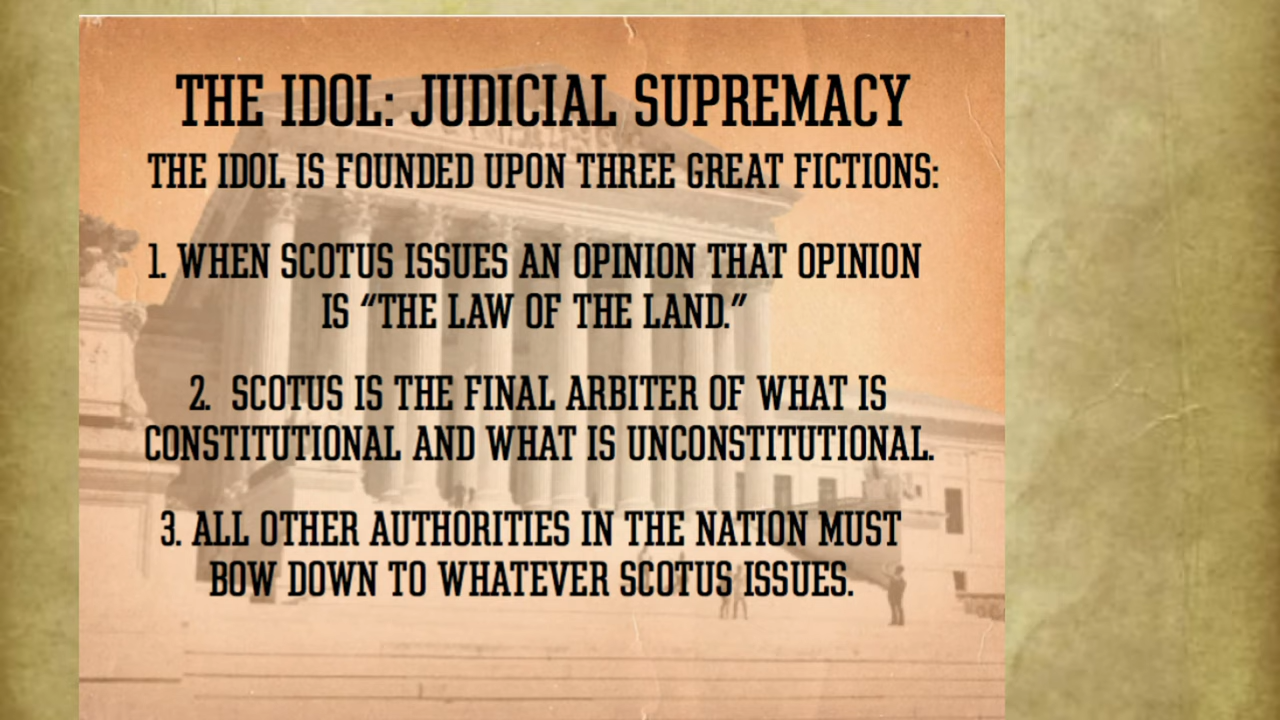 THE IDOL: JUDICIAL SUPREMACY
THE IDOL IS FOUNDED UPON THREE GREAT FICTIONS:
1. WHEN SCOTUS ISSUES AN OPINION THAT OPINION
IS “THE LAW OF THE LAND.”
2. SCOTUS IS THE FINAL ARBITER OF WHAT IS
CONSTITUTIONAL AND WHAT IS UNCONSTITUTIONAL.
3. ALL OTHER AUTHORITIES IN THE NATION MUST
BOW DOWN TO WHATEVER SCOTUS ISSUES.